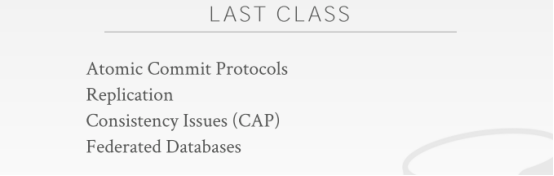 LAST CLASS
Atomic Commit Protocols
Replication
Consistency Issues (CAP)
Federated Databases